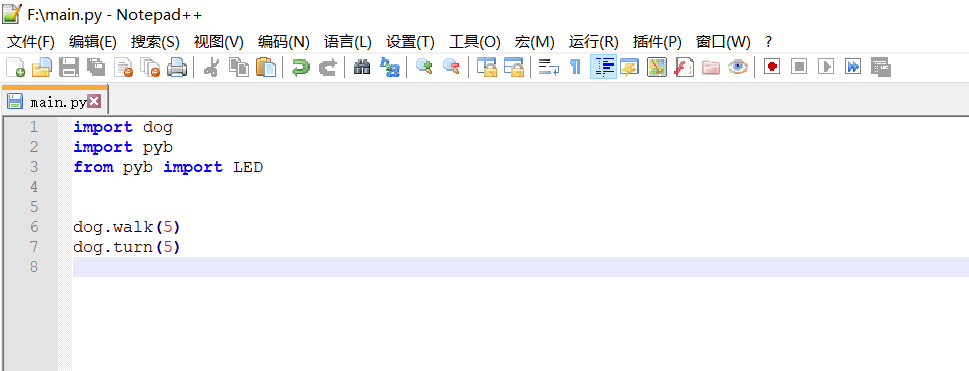 F:\main.py - Notepad++
文件(F) 编辑(E) 搜索(S) 视图(V) 编码(N) 语言(L) 设置(T) 工具(O) 宏(M) 运行(R) 插件(P) 窗口(W) ?
main.py
1 import dog
2 import pyb
3 from pyb import LED
4
5
6 dog.walk(5)
7 dog.turn(5)
8